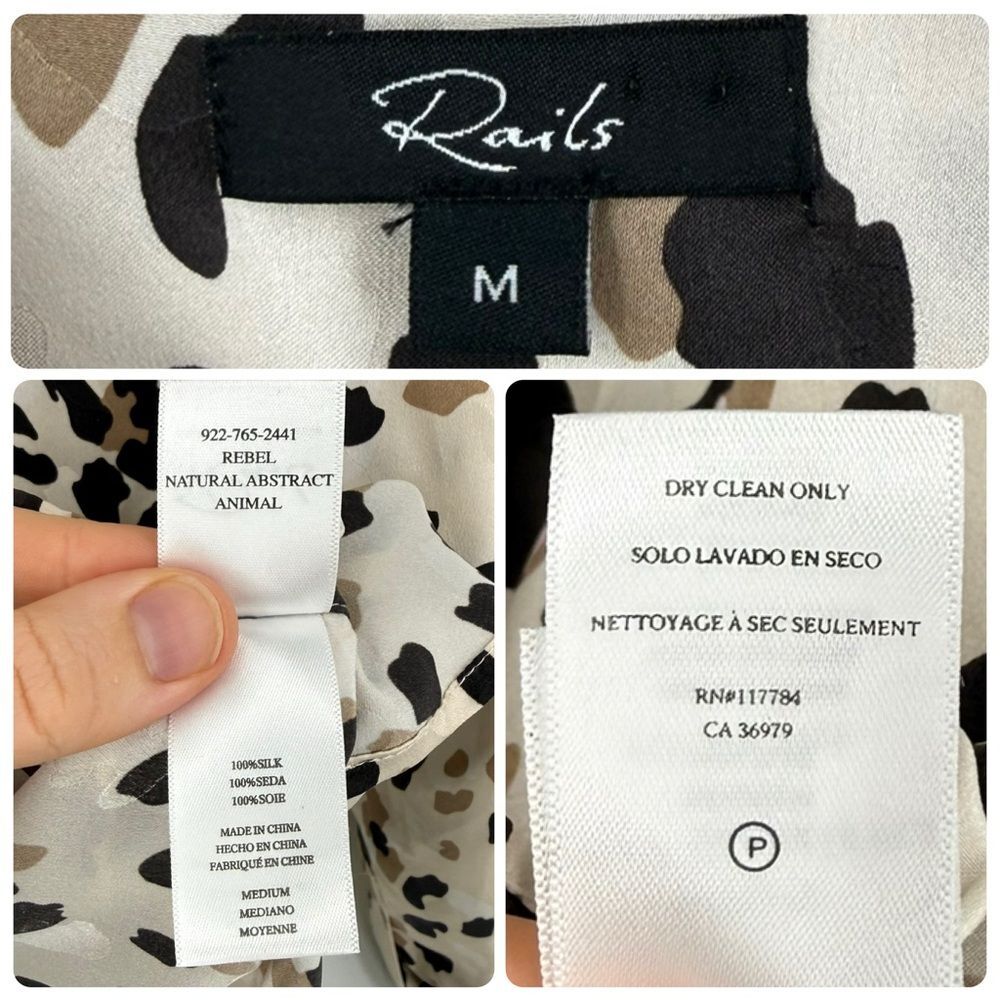 Rails
M
922-765-2441
REBEL
NATURAL ABSTRACT
ANIMAL
100%SILK
100%SEDA
100%SOIE
MADE IN CHINA
HECHO EN CHINA
FABRIQUÉ EN CHINE
MEDIUM
MEDIANO
MOYENNE
DRY CLEAN ONLY
SOLO LAVADO EN SECO
NETTOYAGE À SEC SEULEMENT
RN#117784
CA 36979
P